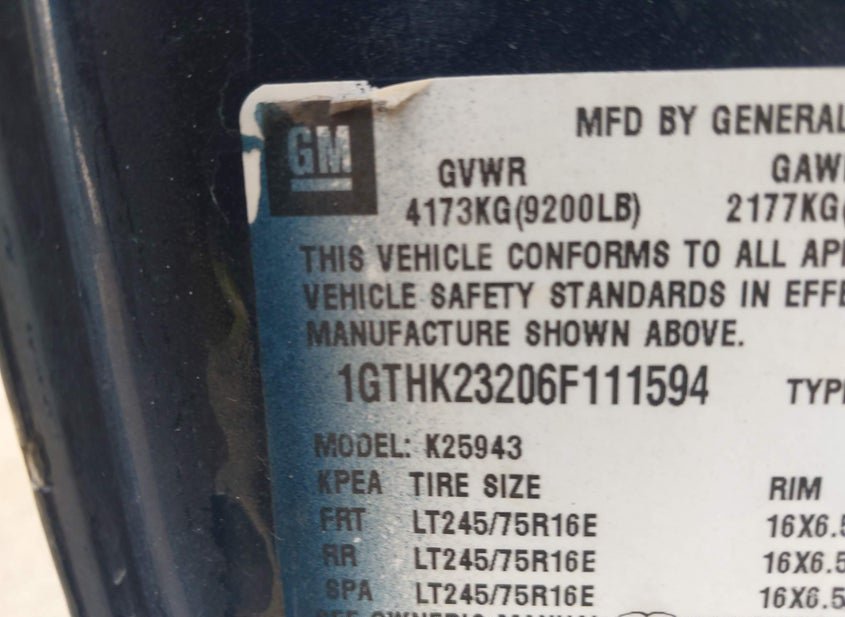 GM
MFD BY GENERAL
GVWR GAW
4173KG(9200LB) 2177KG(
THIS VEHICLE CONFORMS TO ALL AP
VEHICLE SAFETY STANDARDS IN EFFE
MANUFACTURE SHOWN ABOVE.
1GTHK23206F111594 TYP
MODEL: K25943
KPEA TIRE SIZE RIM
FRT LT245/75R16E 16X6.5
RR LT245/75R16E 16X6.5
SPA LT245/75R16E 16X6.5